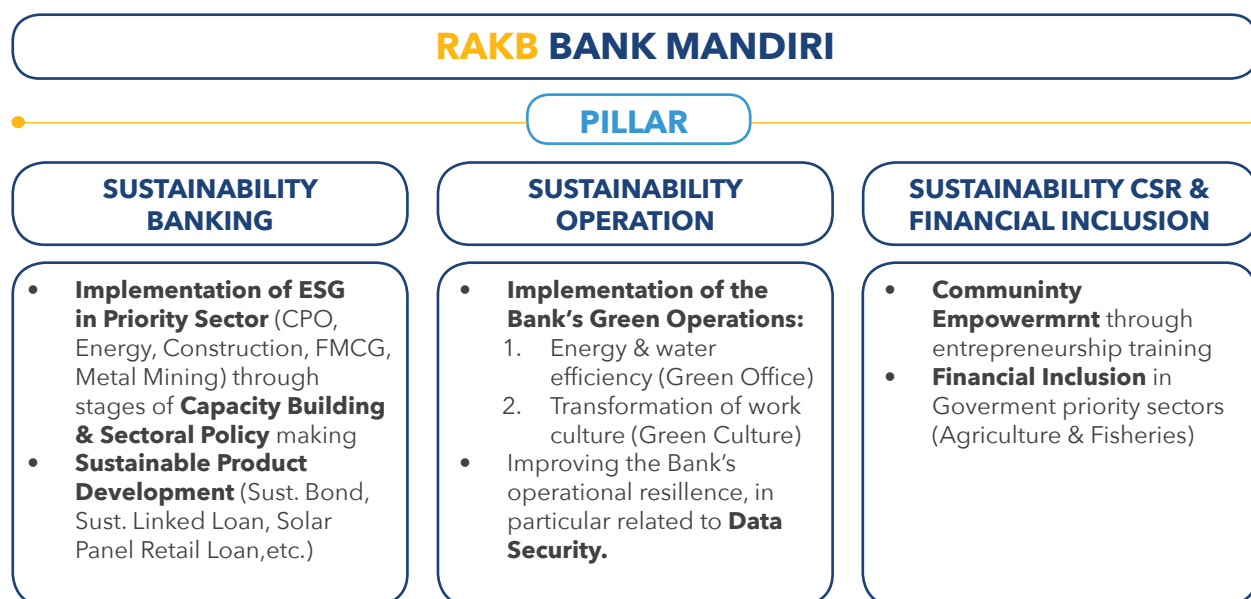 RAKB BANK MANDIRI
PILLAR
SUSTAINABILITY
BANKING
• Implementation of ESG
in Priority Sector (CPO,
Energy, Construction, FMCG,
Metal Mining) through
stages of Capacity Building
& Sectoral Policy making
• Sustainable Product
Development (Sust. Bond,
Sust. Linked Loan, Solar
Panel Retail Loan,etc.)
SUSTAINABILITY
OPERATION
• Implementation of the
Bank’s Green Operations:
1. Energy & water
efficiency (Green Office)
2. Transformation of work
culture (Green Culture)
• Improving the Bank’s
operational resillence, in
particular related to Data
Security.
SUSTAINABILITY CSR &
FINANCIAL INCLUSION
• Communinty
Empowermrnt through
entrepreneurship training
• Financial Inclusion in
Goverment priority sectors
(Agriculture & Fisheries)